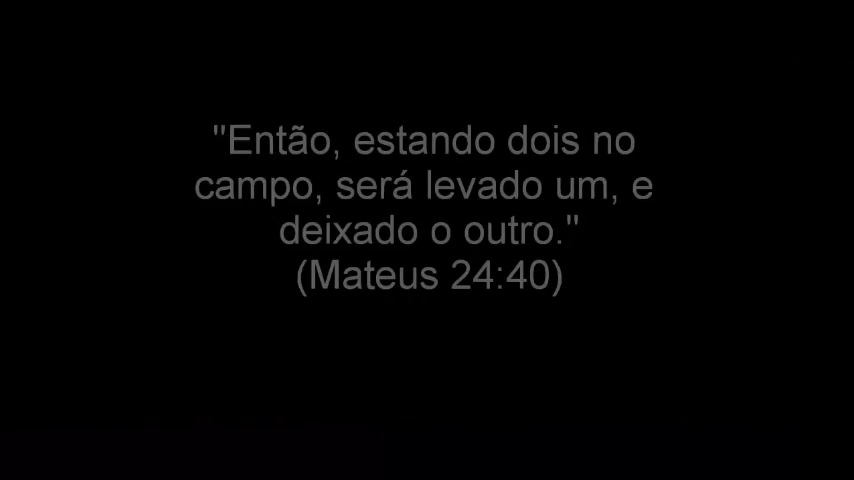 "Então, estando dois no
campo, será levado um, e
deixado o outro."
(Mateus 24:40)